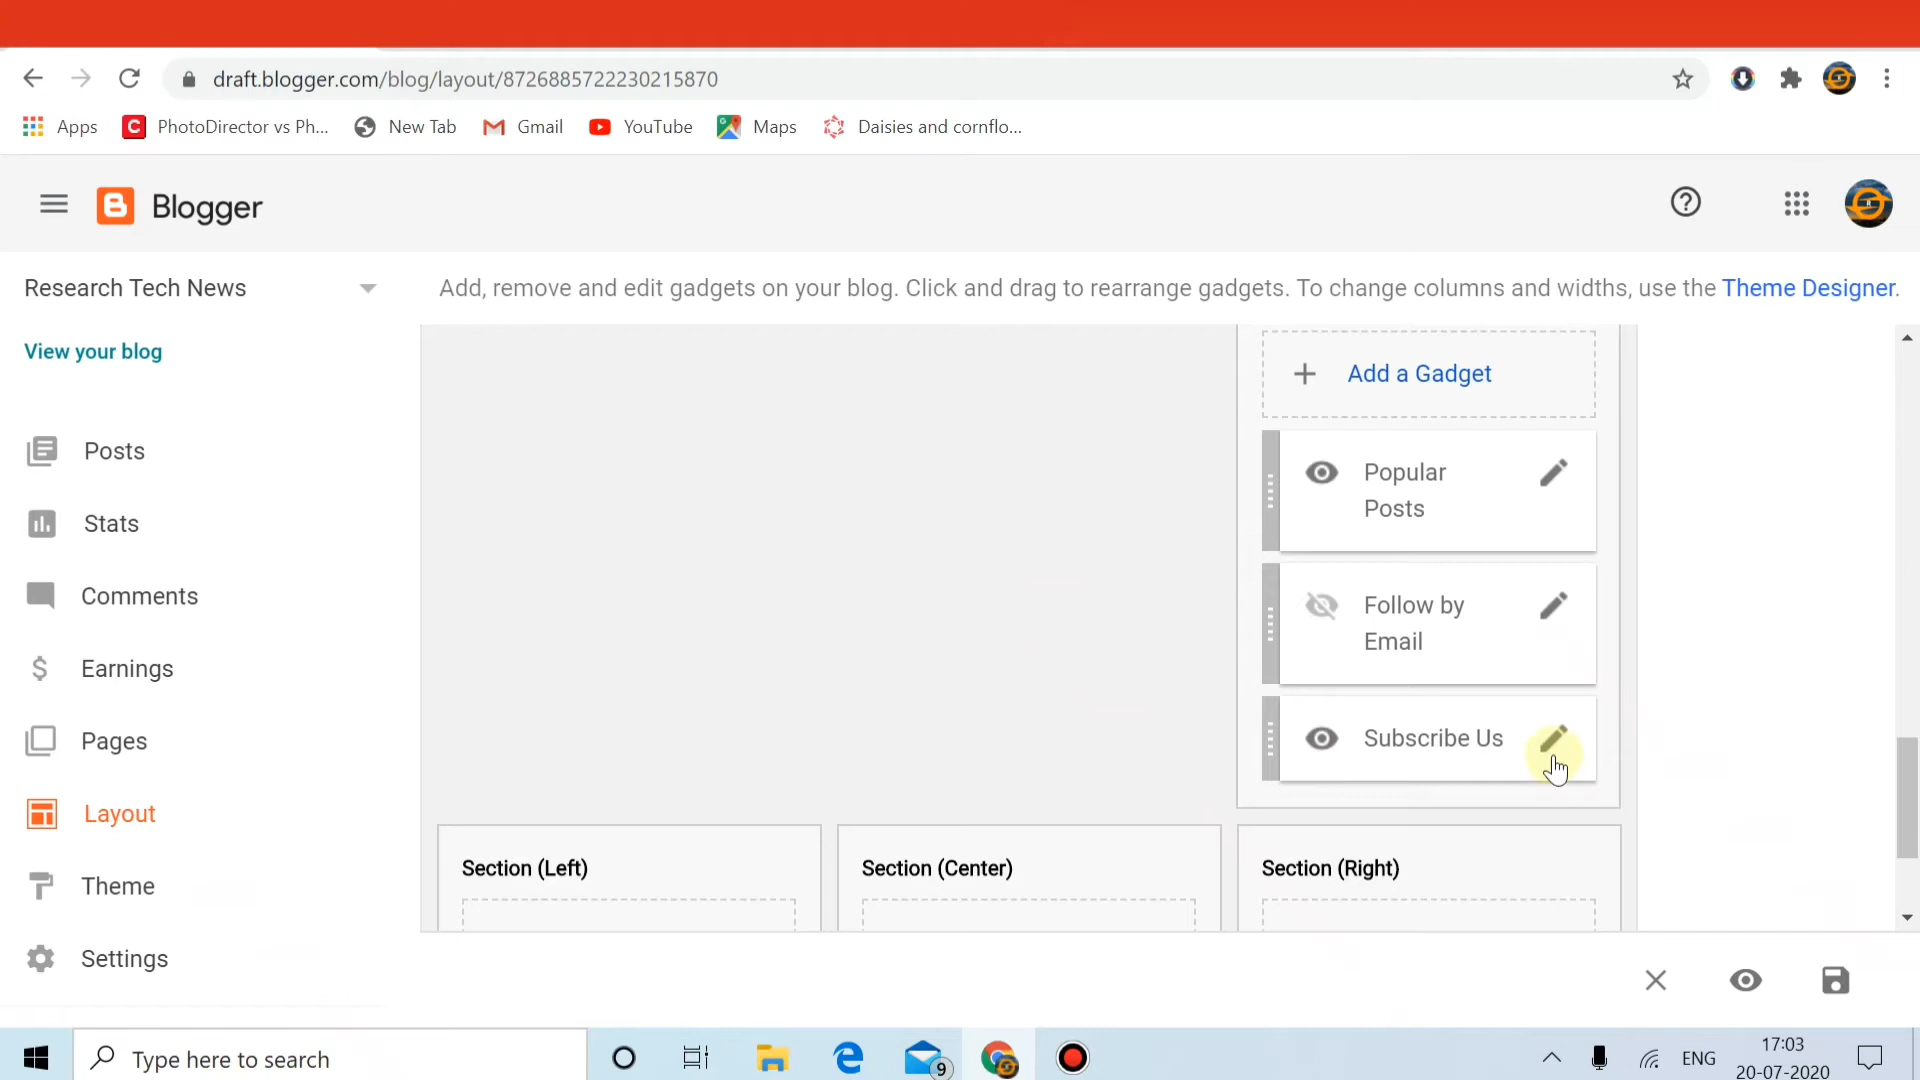 draft.blogger.com/blog/layout/8726885722230215870
Apps PhotoDirector vs Ph... New Tab Gmail YouTube Maps Daisies and cornflo...
Blogger
Research Tech News
Add, remove and edit gadgets on your blog. Click and drag to rearrange gadgets. To change columns and widths, use the Theme Designer.
View your blog
Add a Gadget
Posts
Popular
Posts
Stats
Comments
Follow by
Email
Earnings
Pages
Subscribe Us
Layout
Section (Left) Section (Center) Section (Right)
Theme
Settings
Type here to search
9
ENG
17:03
20-07-2020